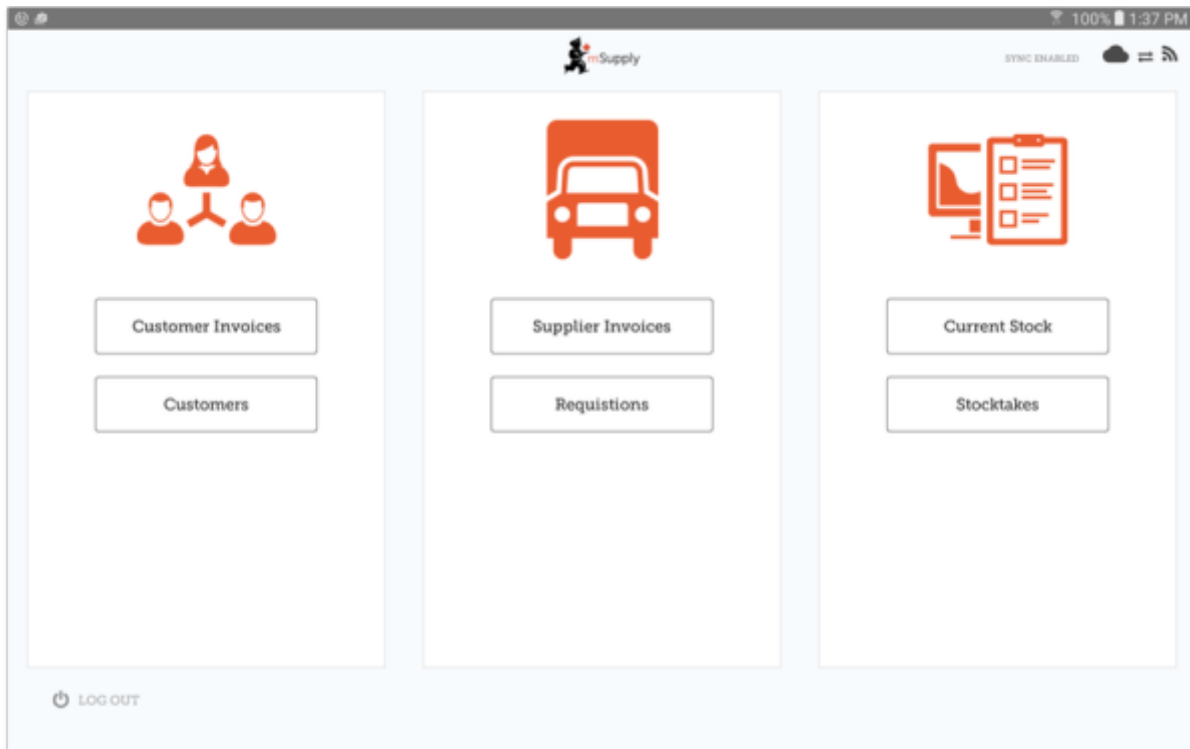 100% 1:37 PM
mSupply
SYNC ENABLED
Customer Invoices
Supplier Invoices
Current Stock
Customers
Requistions
Stocktakes
LOG OUT